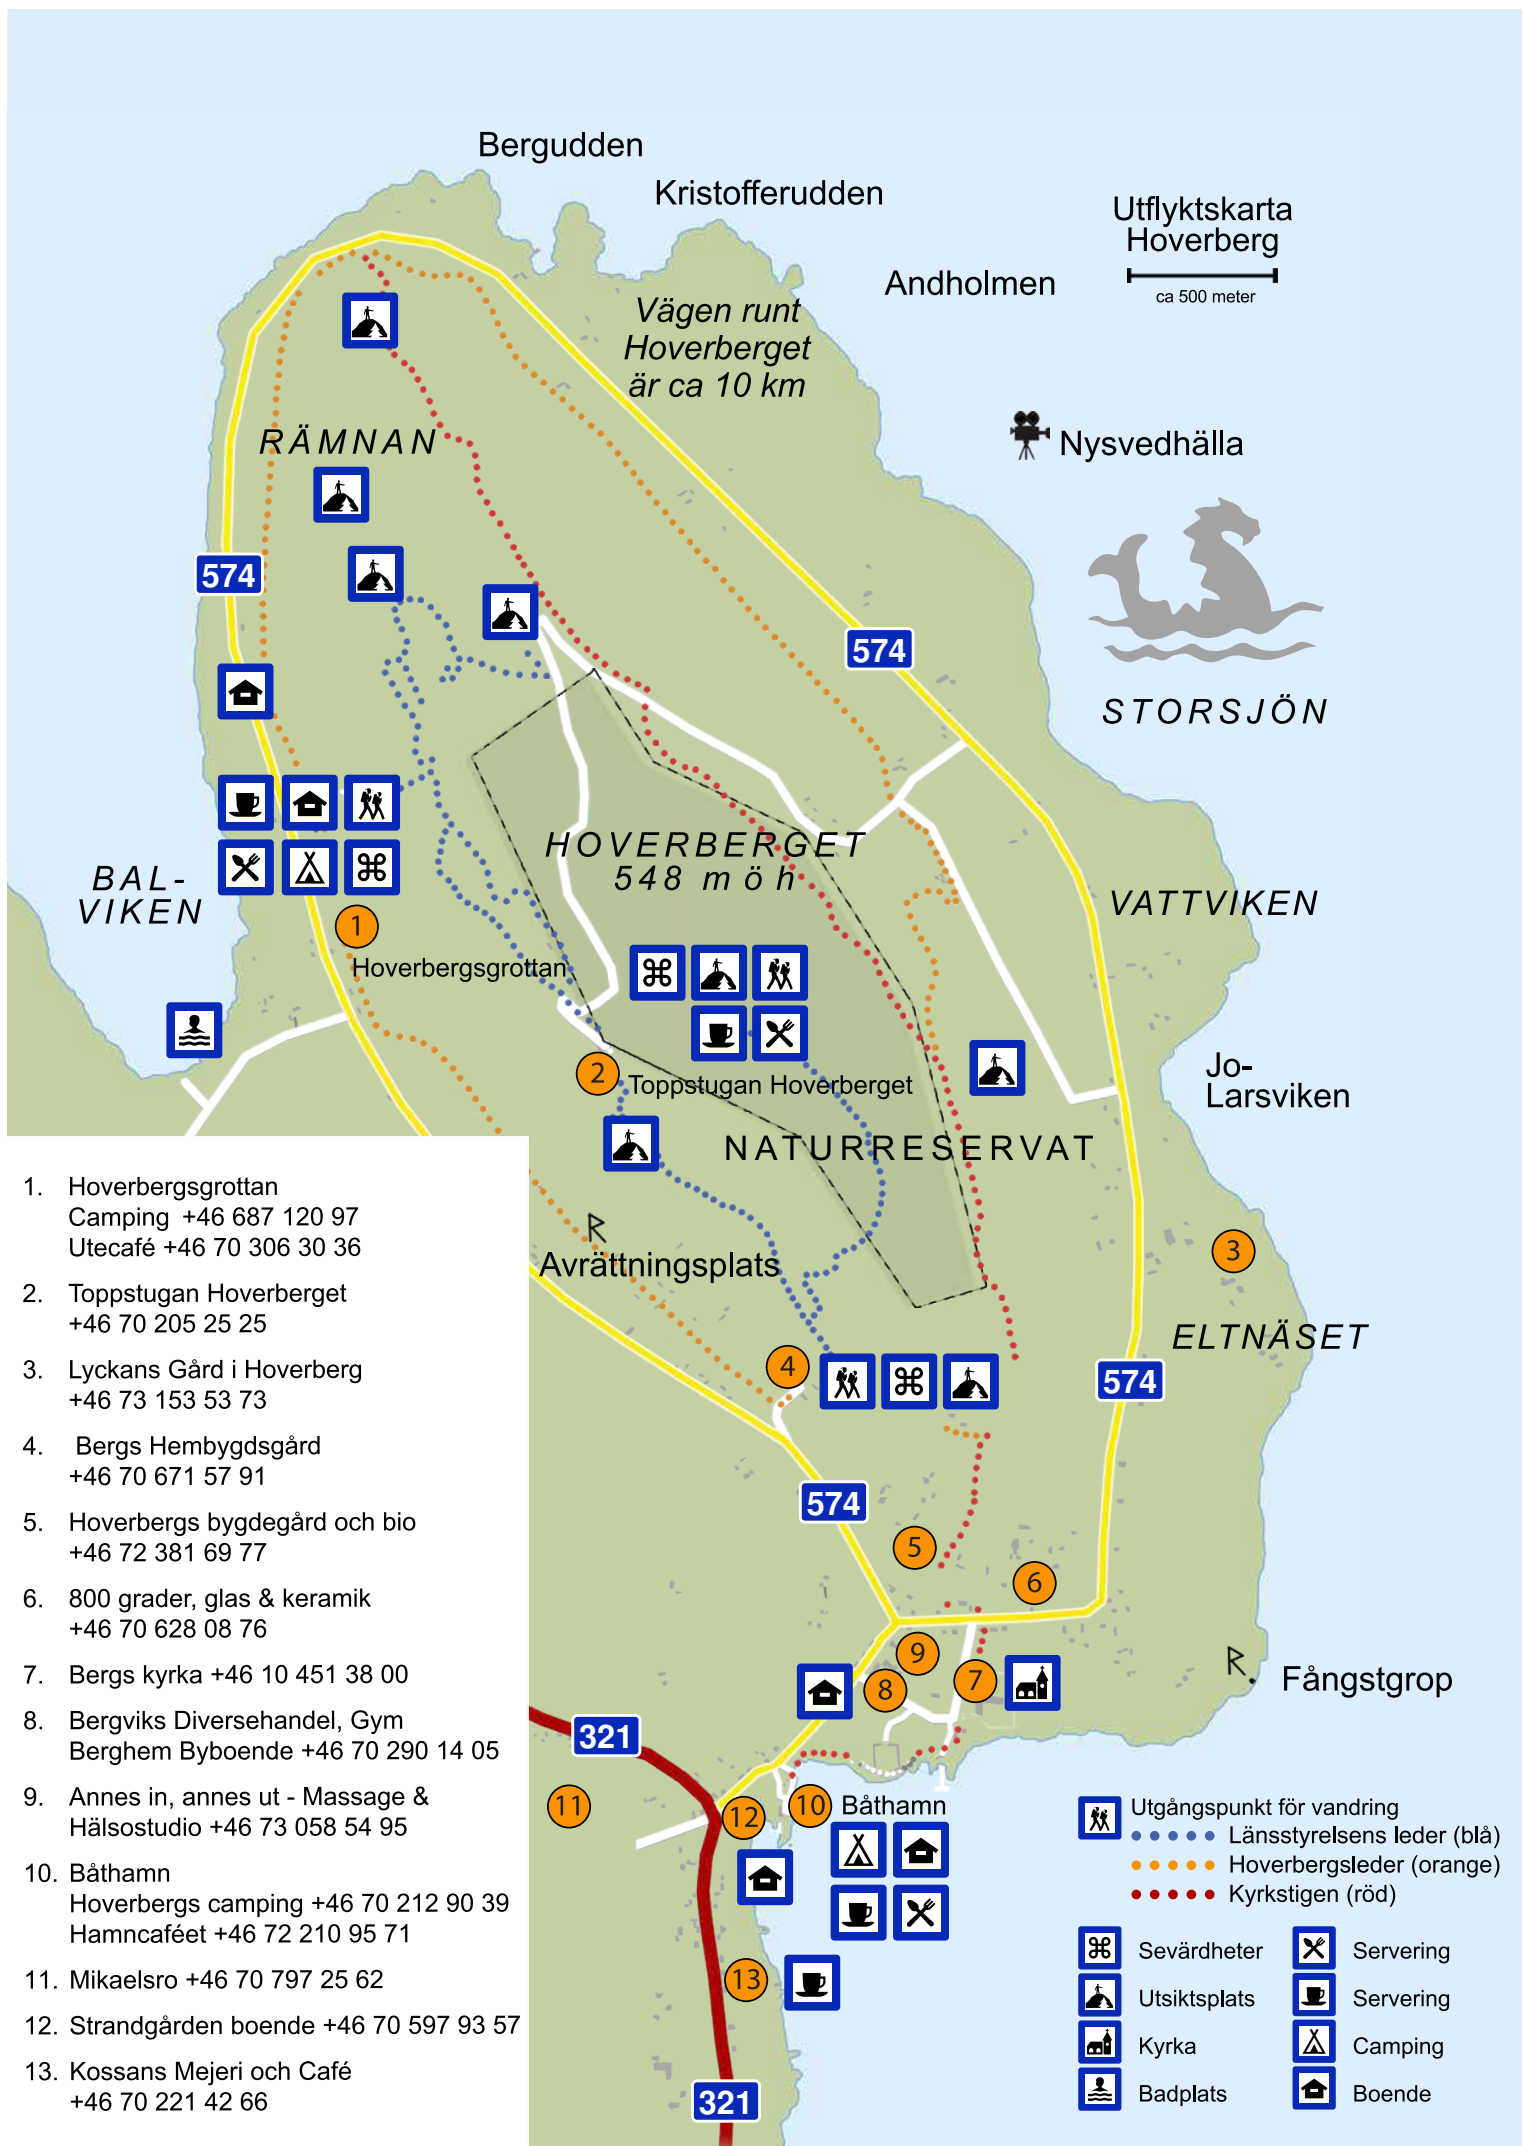 Bergudden
Kristofferudden
Utflyktskarta
Hoverberg
ca 500 meter
Andholmen
Vägen runt
Hoverberget
är ca 10 km
RÄMNAN
Nysvedhälla
574
574
STORSJÖN
HOVERBERGET
548 m ö h
BAL-
VIKEN
VATTVIKEN
1
Hoverbergsgrottan
2
Toppstugan Hoverberget
Jo-
Larsviken
NATURRESERVAT
R
Avrättningsplats
3
ELTNÄSET
4
574
574
5
6
9
8
7
R
Fångstgrop
321
11
12
10
Båthamn
13
321
1. Hoverbergsgrottan
Camping +46 687 120 97
Utecafé +46 70 306 30 36
2. Toppstugan Hoverberget
+46 70 205 25 25
3. Lyckans Gård i Hoverberg
+46 73 153 53 73
4. Bergs Hembygdsgård
+46 70 671 57 91
5. Hoverbergs bygdegård och bio
+46 72 381 69 77
6. 800 grader, glas & keramik
+46 70 628 08 76
7. Bergs kyrka +46 10 451 38 00
8. Bergviks Diversehandel, Gym
Berghem Byboende +46 70 290 14 05
9. Annes in, annes ut - Massage &
Hälsostudio +46 73 058 54 95
10. Båthamn
Hoverbergs camping +46 70 212 90 39
Hamncaféet +46 72 210 95 71
11. Mikaelsro +46 70 797 25 62
12. Strandgården boende +46 70 597 93 57
13. Kossans Mejeri och Café
+46 70 221 42 66
Utgångspunkt för vandring
Länsstyrelsens leder (blå)
Hoverbergsleder (orange)
Kyrkstigen (röd)
Sevärdheter
Servering
Utsiktsplats
Servering
Kyrka
Camping
Badplats
Boende